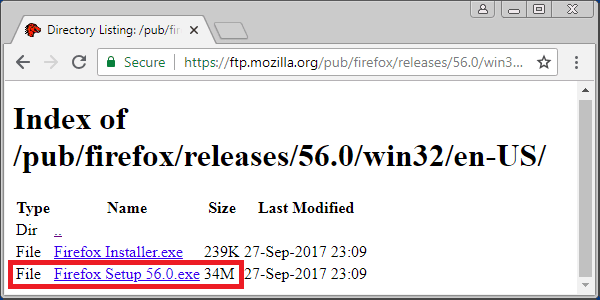 Directory Listing: /pub/f
Secure https://ftp.mozilla.org/pub/firefox/releases/56.0/win3...
Index of
/pub/firefox/releases/56.0/win32/en-US/
Type Name Size Last Modified
Dir ..
File Firefox Installer.exe 239K 27-Sep-2017 23:09
File Firefox Setup 56.0.exe 34M 27-Sep-2017 23:09